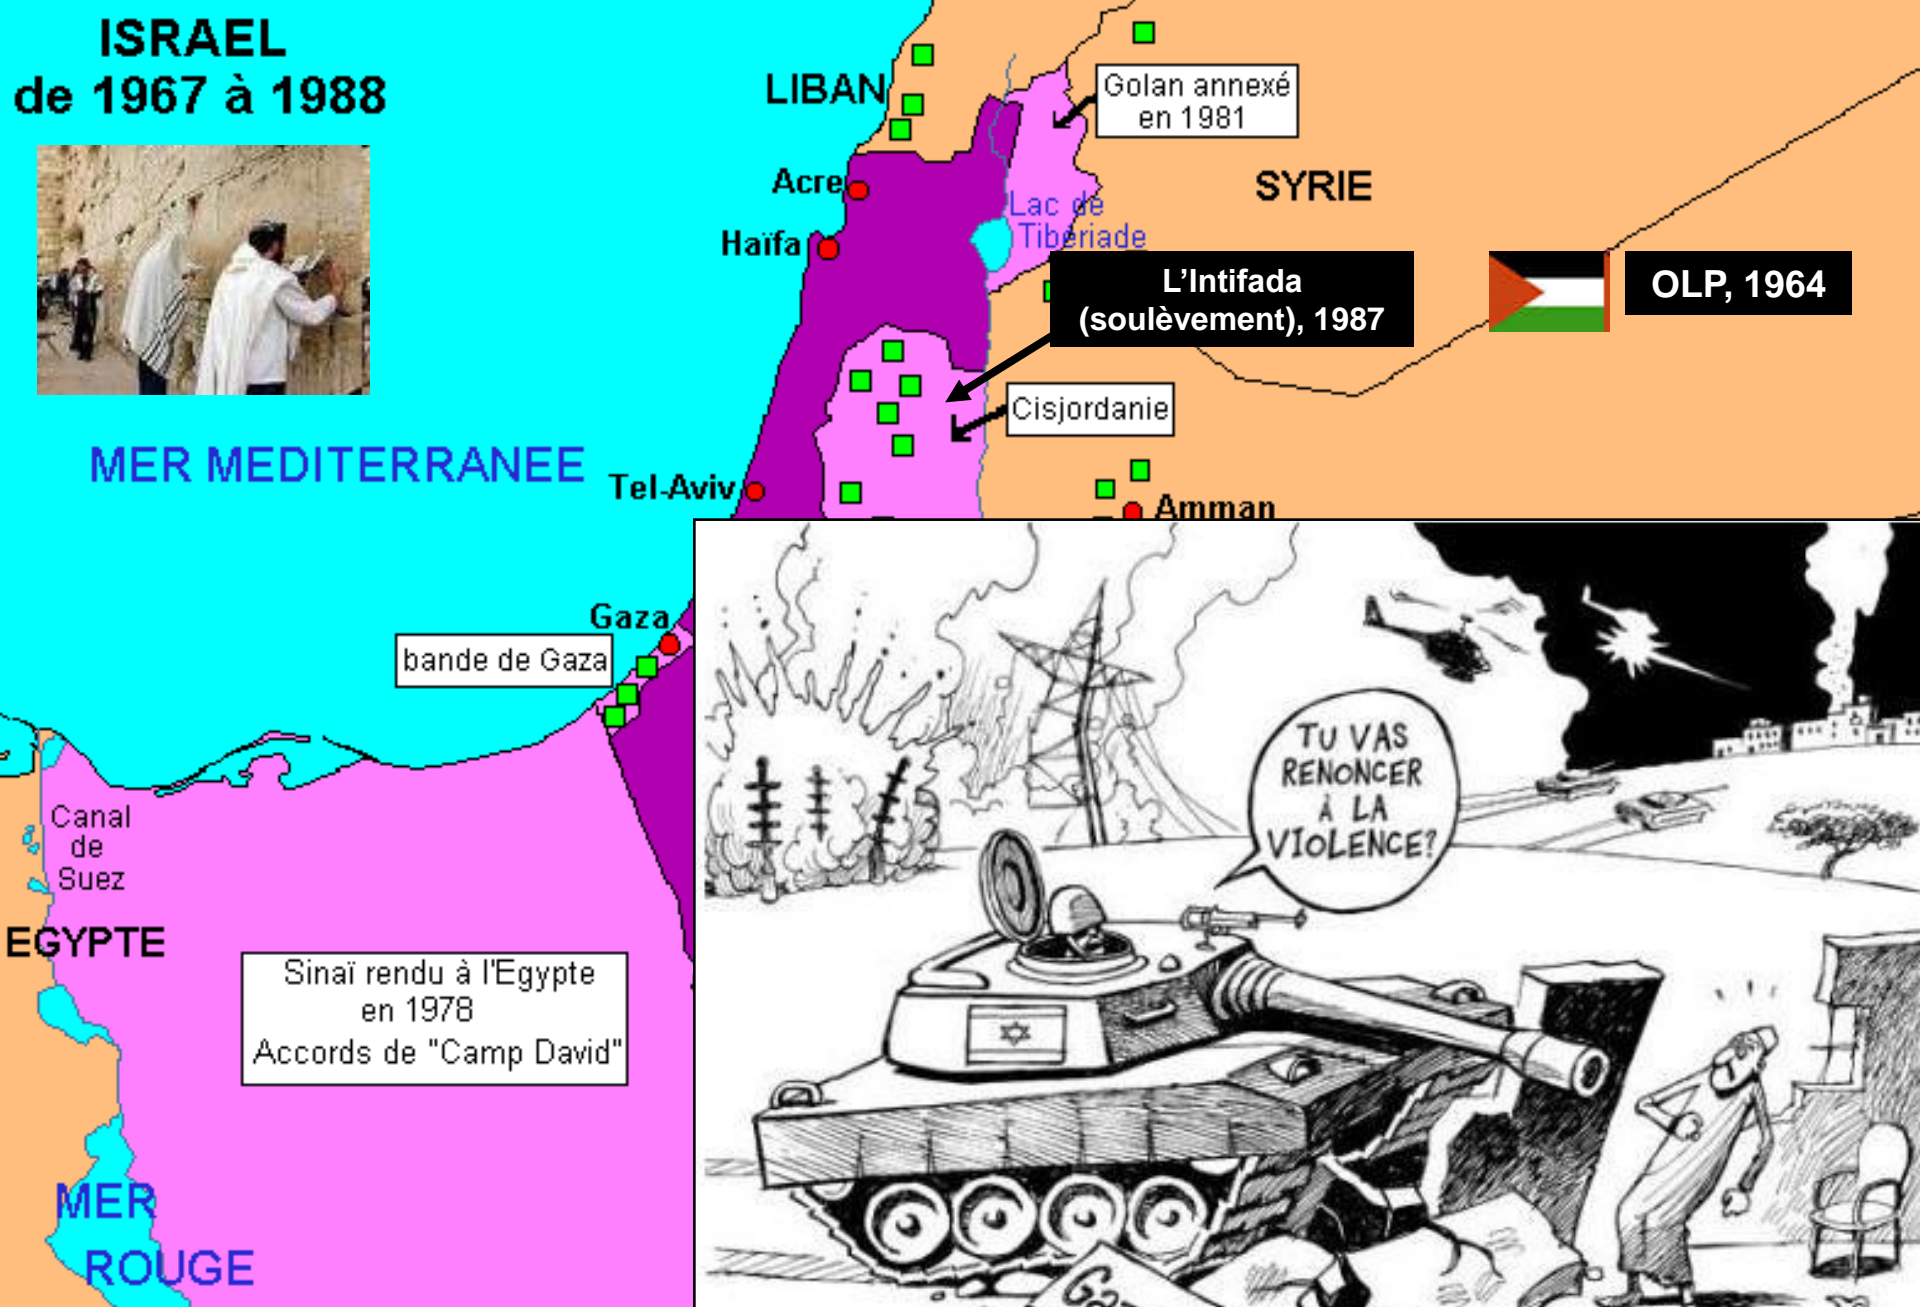 ISRAEL
de 1967 à 1988
LIBAN
Golan annexé
en 1981
Acre
SYRIE
Lac de
Tibériade
Haïfa
L’Intifada
(soulèvement), 1987
OLP, 1964
Cisjordanie
MER MEDITERRANEE
Tel-Aviv
Amman
Gaza
bande de Gaza
TU VAS
RENONCER
À LA
VIOLENCE?
Canal
de
Suez
EGYPTE
Sinaï rendu à l'Egypte
en 1978
Accords de "Camp David"
MER
ROUGE